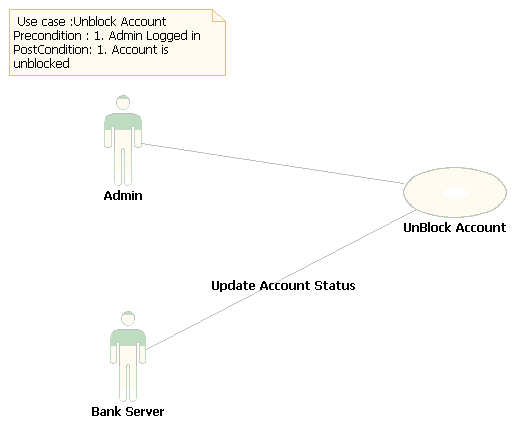 Use case :Unblock Account
Precondition : 1. Admin Logged in
PostCondition: 1. Account is
unblocked
Admin
UnBlock Account
Update Account Status
Bank Server